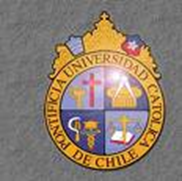 PONTIFICIA UNIVERSIDAD CATOLICA
DE CHILE